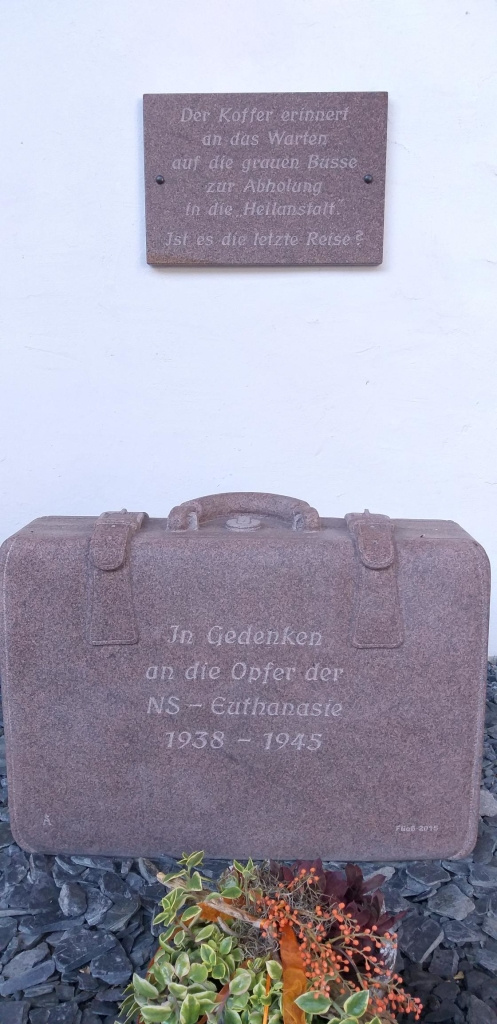 Der Koffer erinnert
an das Warten
auf die grauen Busse
zur Abholung
in die "Heilanstalt".
Ist es die letzte Reise?
In Gedenken
an die Opfer der
NS - Euthanasie
1938 - 1945